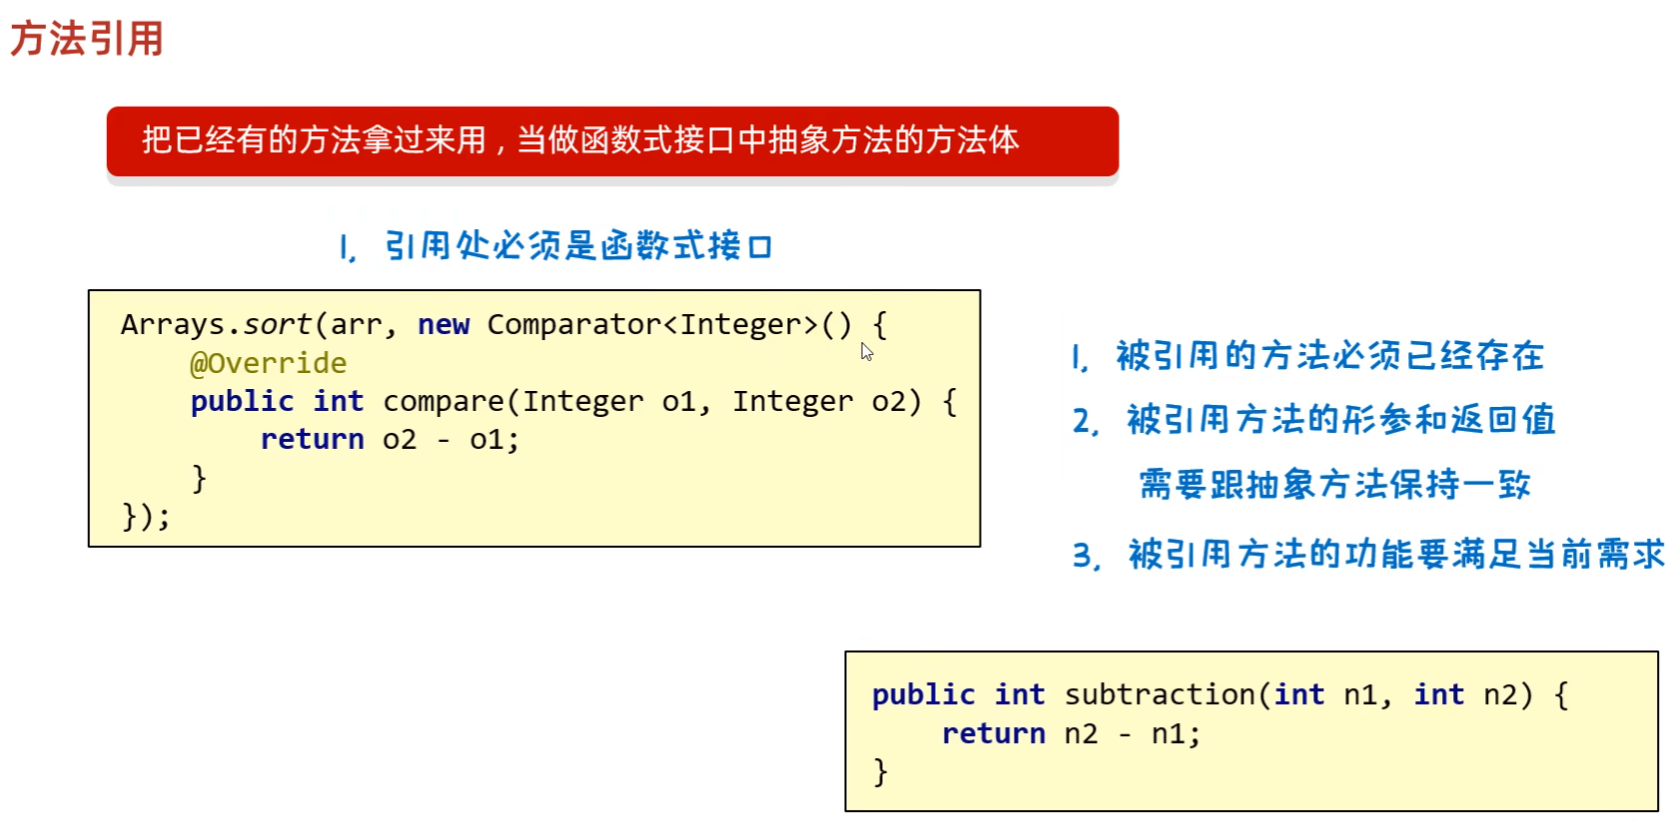 方法引用
把已经有的方法拿过来用，当做函数式接口中抽象方法的方法体
1，引用处必须是函数式接口
Arrays.sort(arr, new Comparator<Integer>() {
    @Override
    public int compare(Integer o1, Integer o2) {
        return o2 - o1;
    }
});
1，被引用的方法必须已经存在
2，被引用方法的形参和返回值
需要跟抽象方法保持一致
3，被引用方法的功能要满足当前需求
public int subtraction(int n1, int n2) {
    return n2 - n1;
}